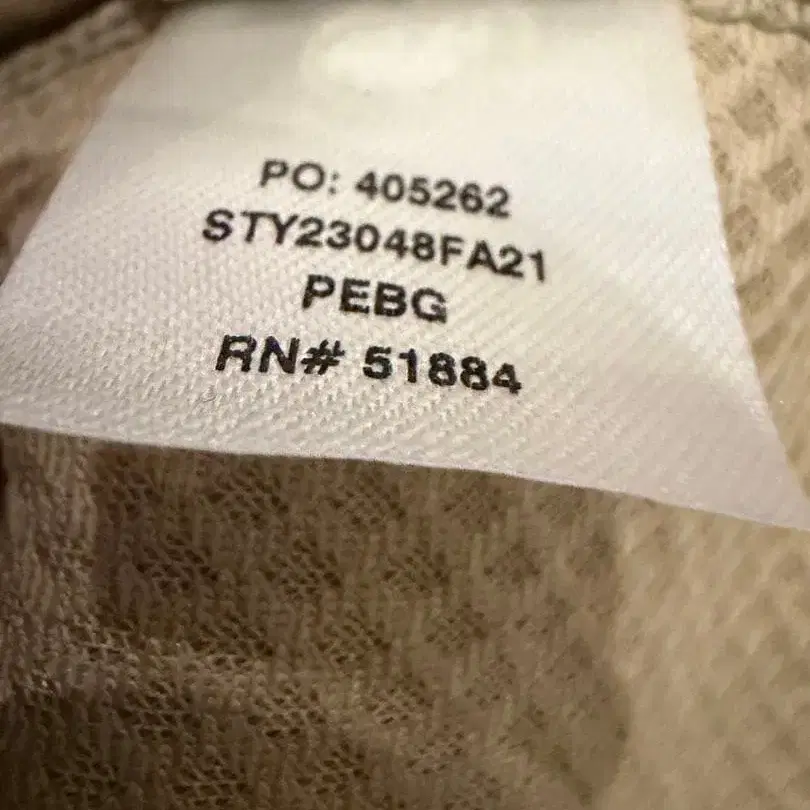 PO: 405262
STY23048FA21
PEBG
RN# 51884